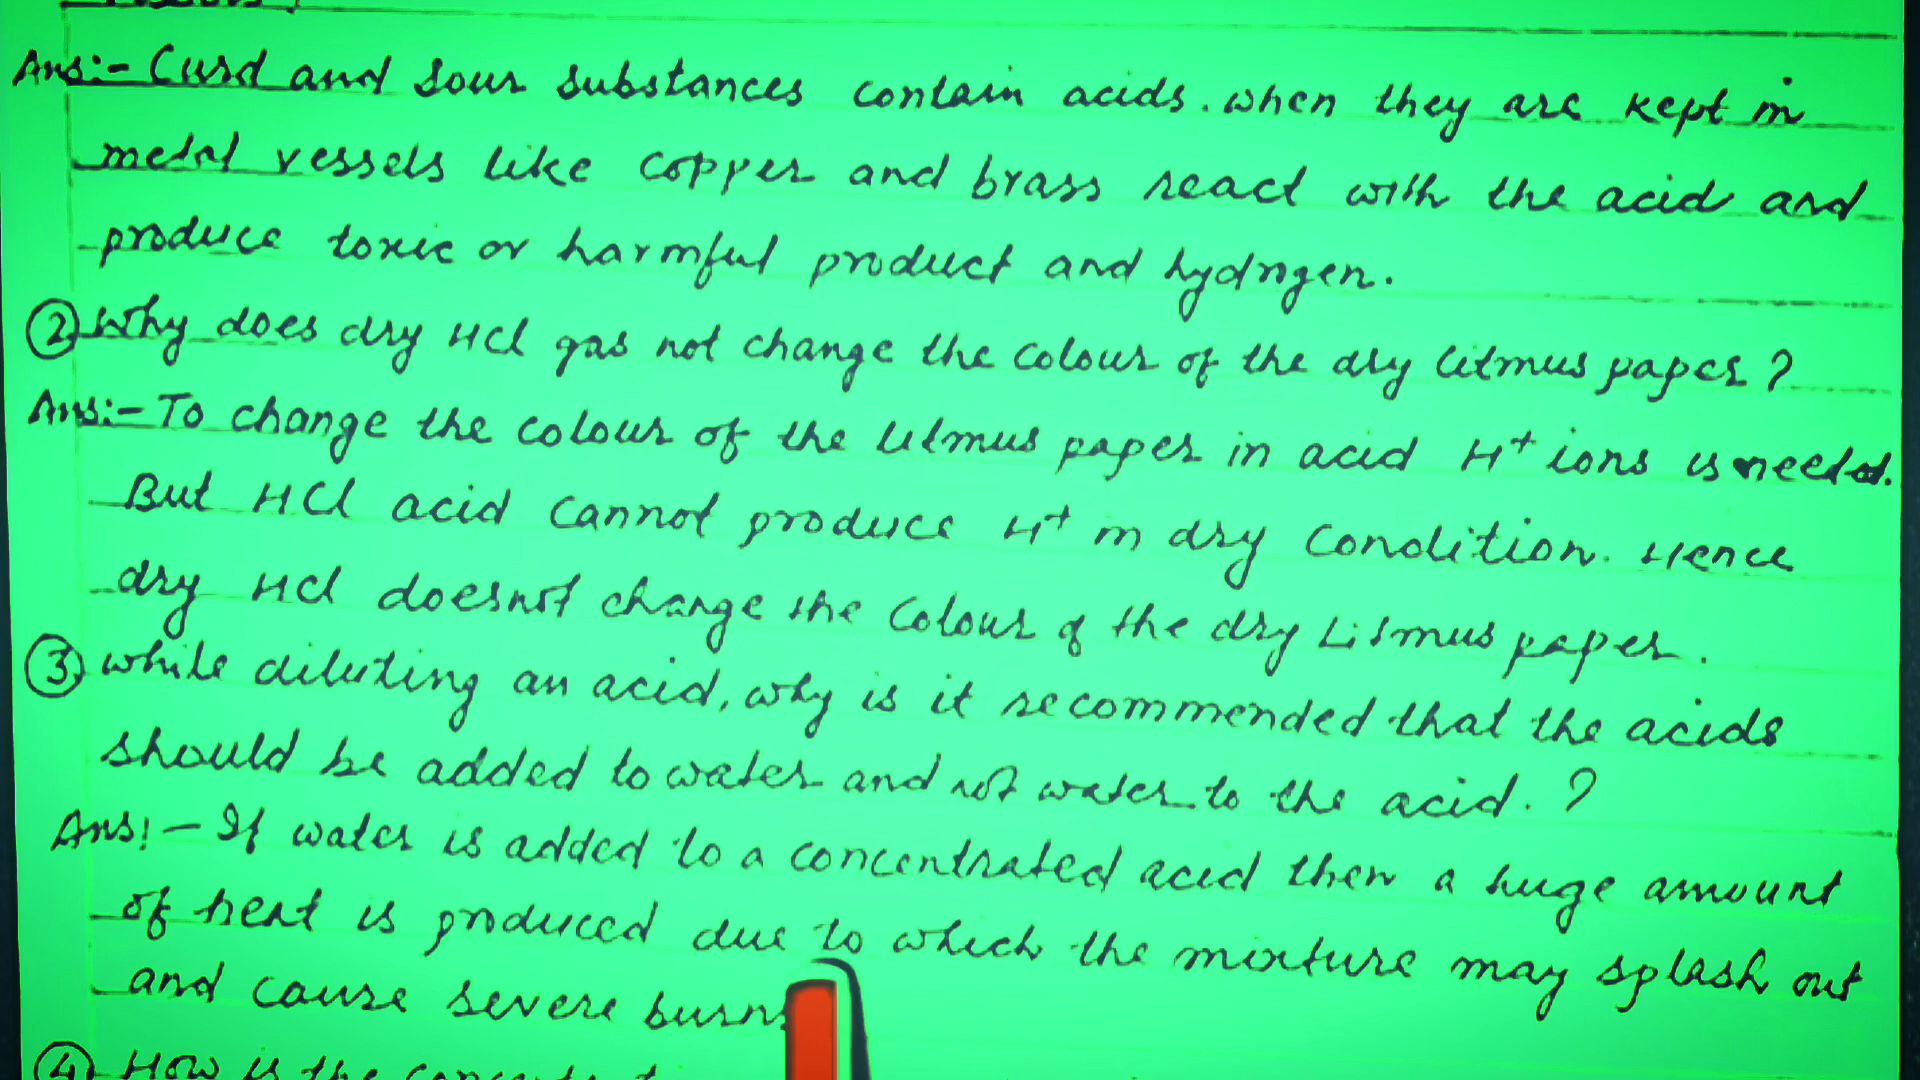 Ans:- Curd and sour substances contain acids. when they are kept in
metal vessels like copper and brass react with the acid and
produce toxic or harmful product and hydrogen.
② Why does dry HCl gas not change the colour of the dry litmus paper?
Ans:- To change the colour of the litmus paper in acid H+ ions is needed.
But HCl acid cannot produce H+ in dry condition. Hence
dry HCl doesnot change the colour of the dry Litmus paper.
③ while diluting an acid, why is it recommended that the acids
should be added to water and not water to the acid. ?
Ans:- If water is added to a concentrated acid then a huge amount
of heat is produced due to which the mixture may splash out
and cause severe burns
④ How is the